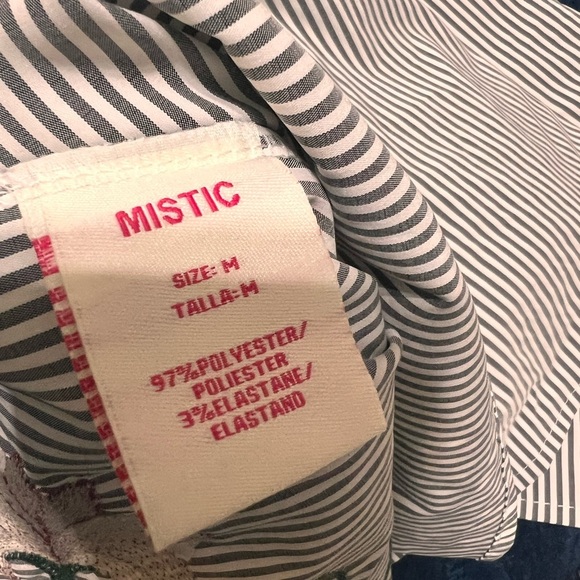 MISTIC
SIZE: M
TALLA:M
97%POLYESTER/
POLIESTER
3%ELASTANE/
ELASTANO